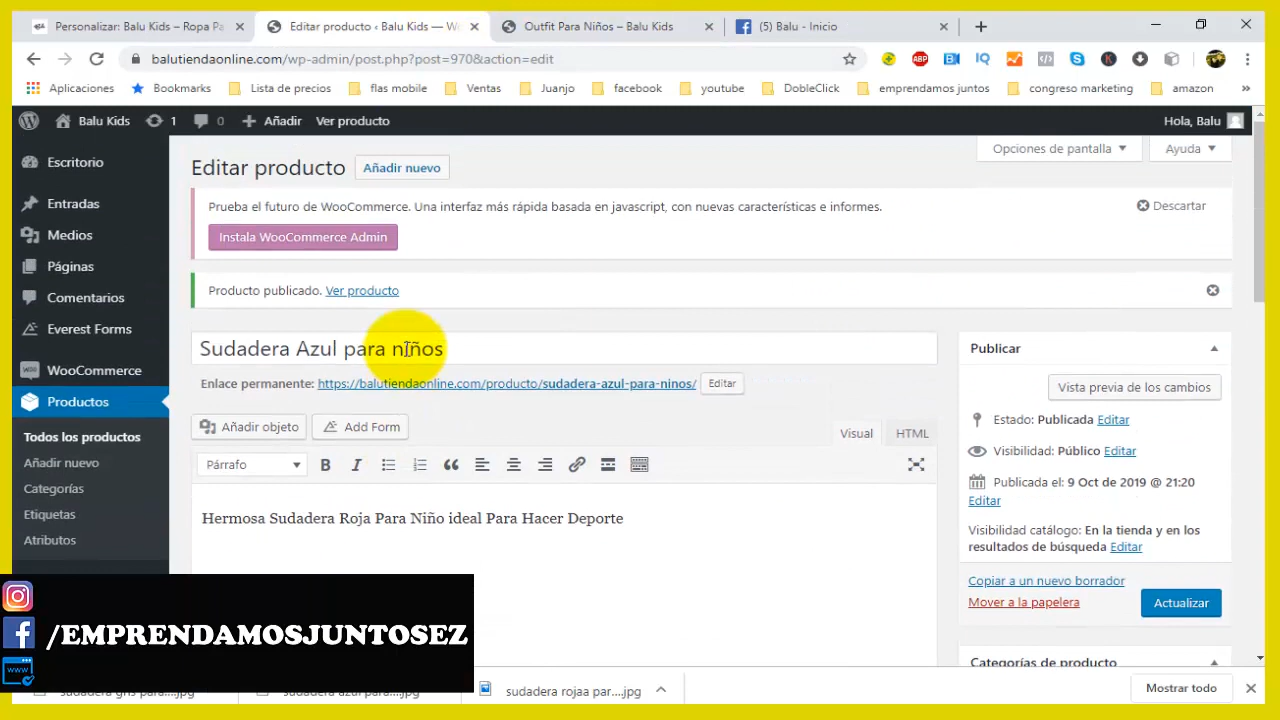 Personalizar: Balu Kids – Ropa Pa
Editar producto ‹ Balu Kids — W
Outfit Para Niños – Balu Kids
(5) Balu - Inicio
balutiendaonline.com/wp-admin/post.php?post=970&action=edit
Aplicaciones
Bookmarks
Lista de precios
flas mobile
Ventas
Juanjo
facebook
youtube
DobleClick
emprendamos juntos
congreso marketing
amazon
Balu Kids
1
0
Añadir
Ver producto
Hola, Balu
Escritorio
Entradas
Medios
Páginas
Comentarios
Everest Forms
WooCommerce
Productos
Todos los productos
Añadir nuevo
Categorías
Etiquetas
Atributos
Opciones de pantalla
Ayuda
Editar producto
Añadir nuevo
Prueba el futuro de WooCommerce. Una interfaz más rápida basada en javascript, con nuevas características e informes.
Descartar
Instala WooCommerce Admin
Producto publicado. Ver producto
Sudadera Azul para niños
Enlace permanente: https://balutiendaonline.com/producto/sudadera-azul-para-ninos/ Editar
Añadir objeto
Add Form
Visual
HTML
Párrafo
Hermosa Sudadera Roja Para Niño ideal Para Hacer Deporte
Publicar
Vista previa de los cambios
Estado: Publicada Editar
Visibilidad: Público Editar
Publicada el: 9 Oct de 2019 @ 21:20
Editar
Visibilidad catálogo: En la tienda y en los
resultados de búsqueda Editar
Copiar a un nuevo borrador
Mover a la papelera
Actualizar
Categorías de producto
/EMPRENDAMOSJUNTOSEZ
www
sudadera gris para....jpg
sudadera azul para....jpg
sudadera rojaa par....jpg
Mostrar todo